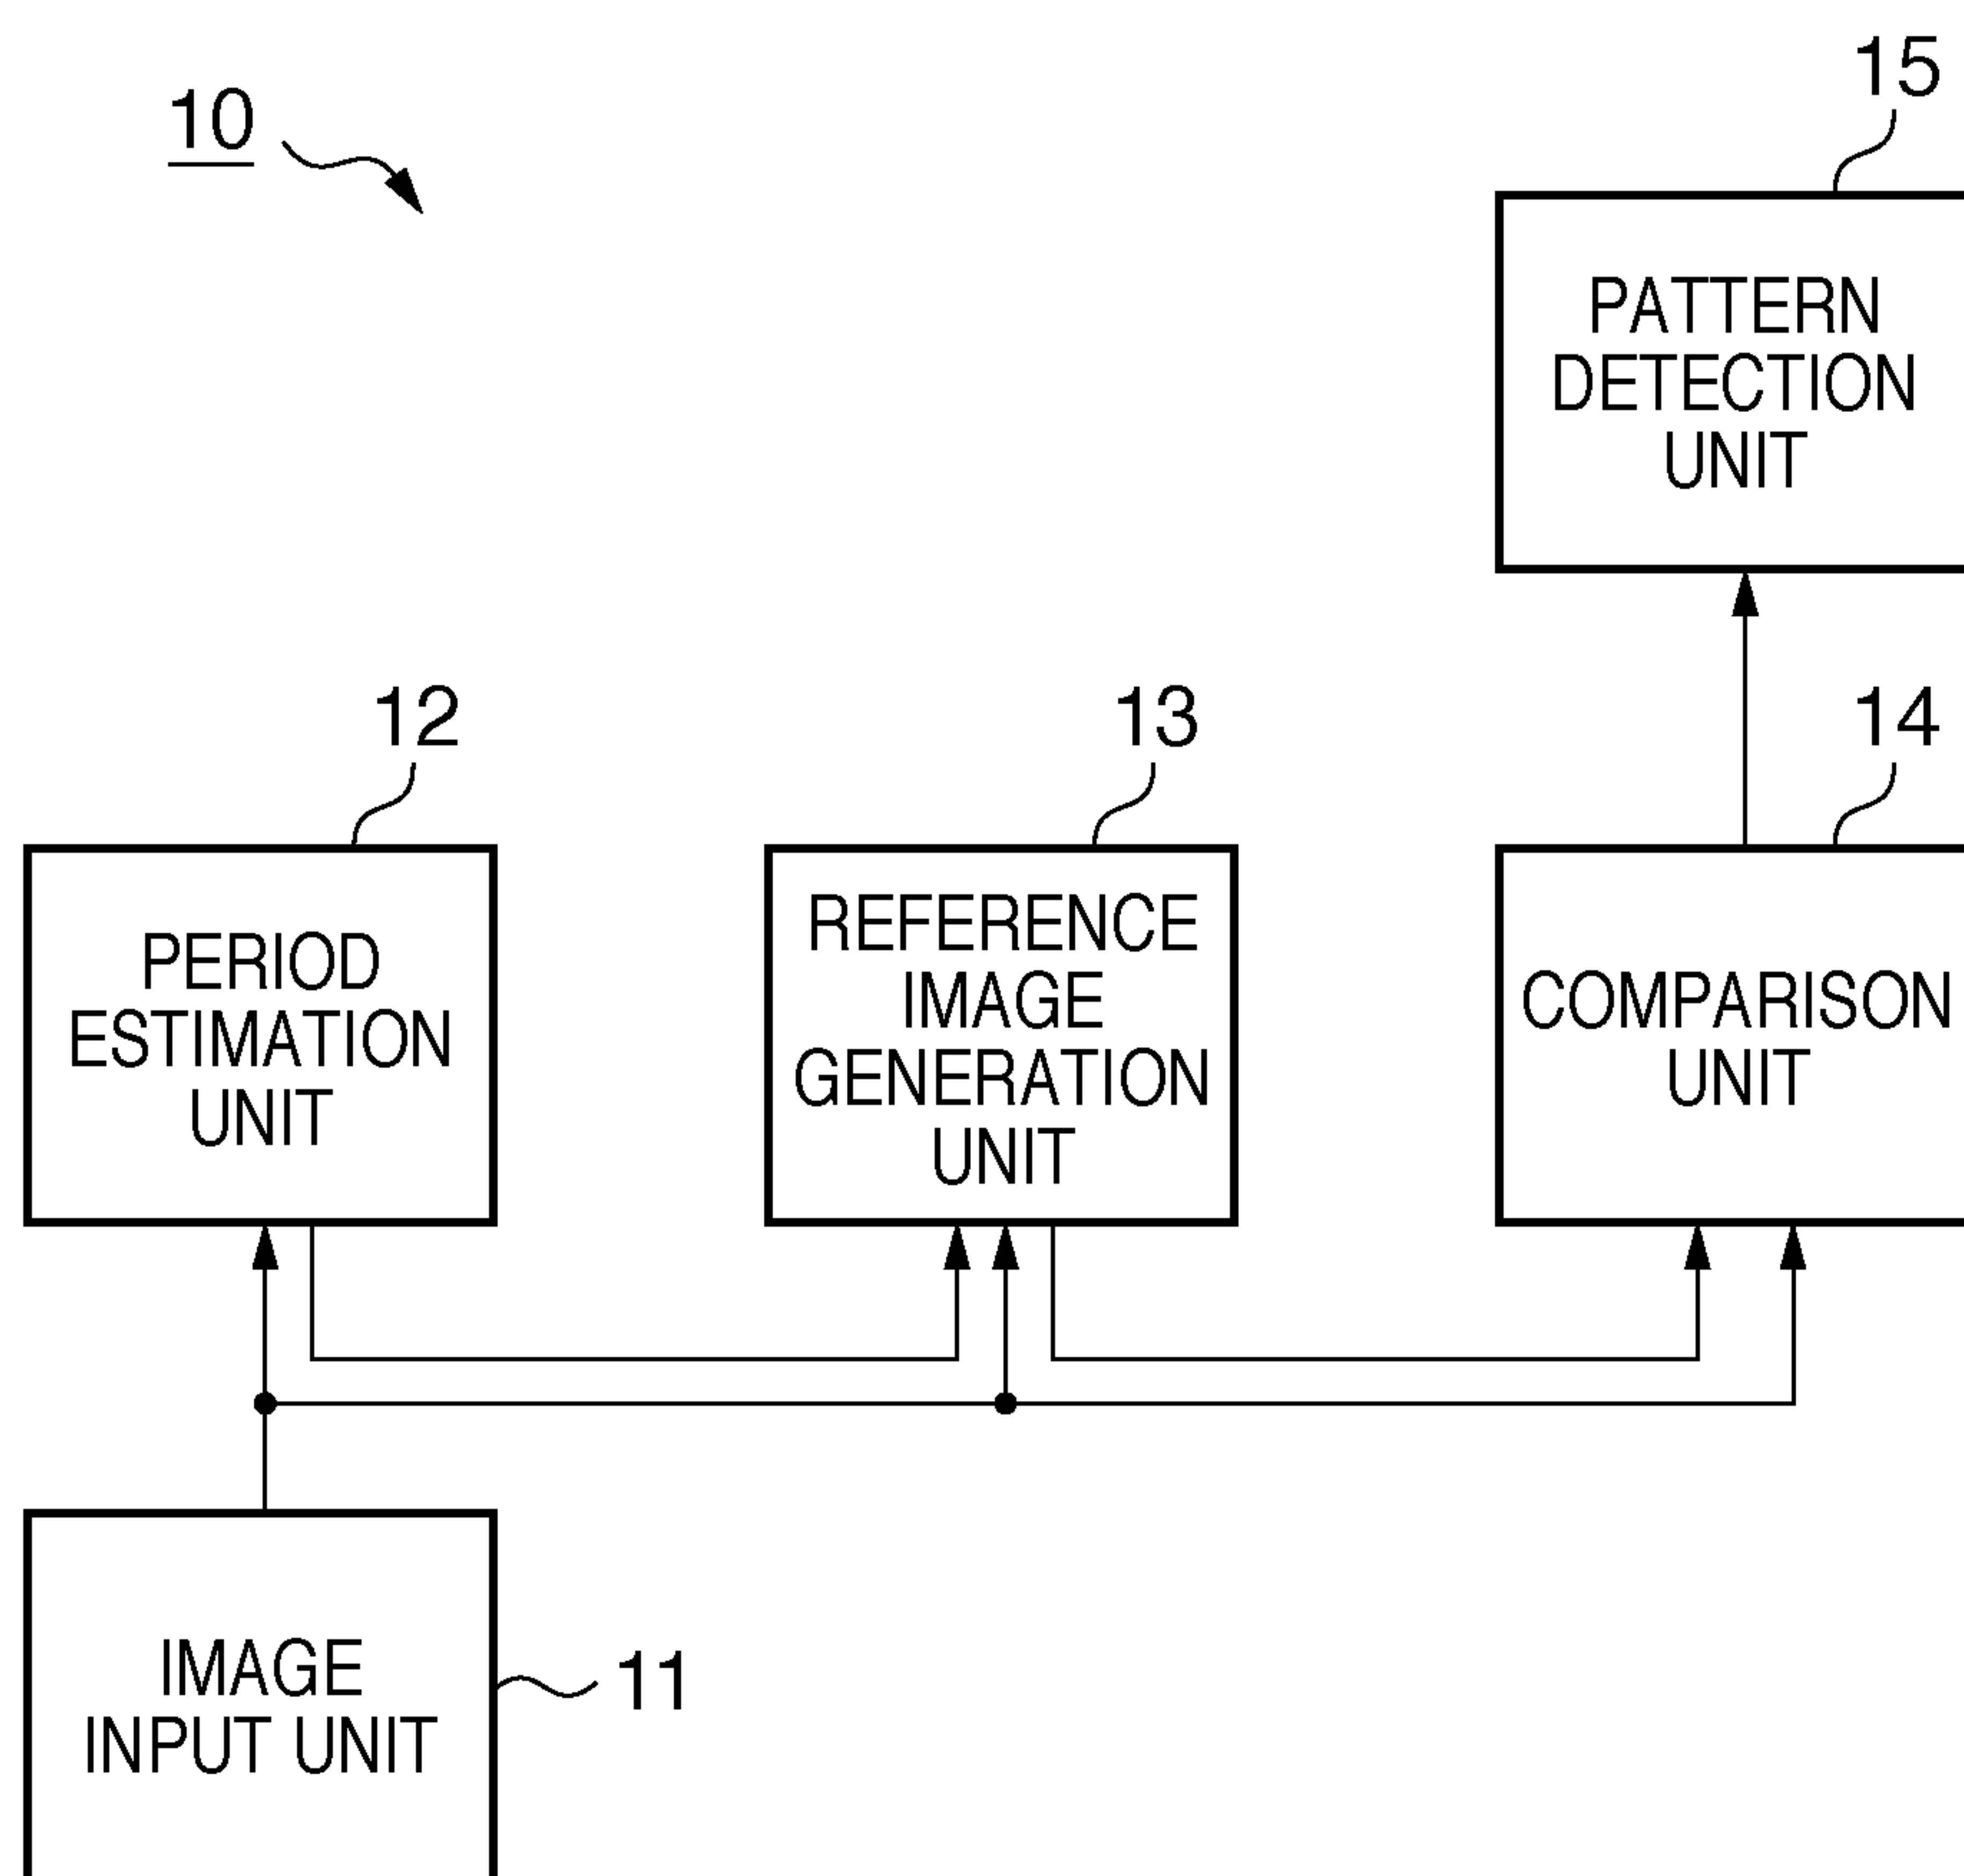 10
15
PATTERN
DETECTION
UNIT
12
13
14
PERIOD
ESTIMATION
UNIT
REFERENCE
IMAGE
GENERATION
UNIT
COMPARISON
UNIT
IMAGE
INPUT UNIT
11